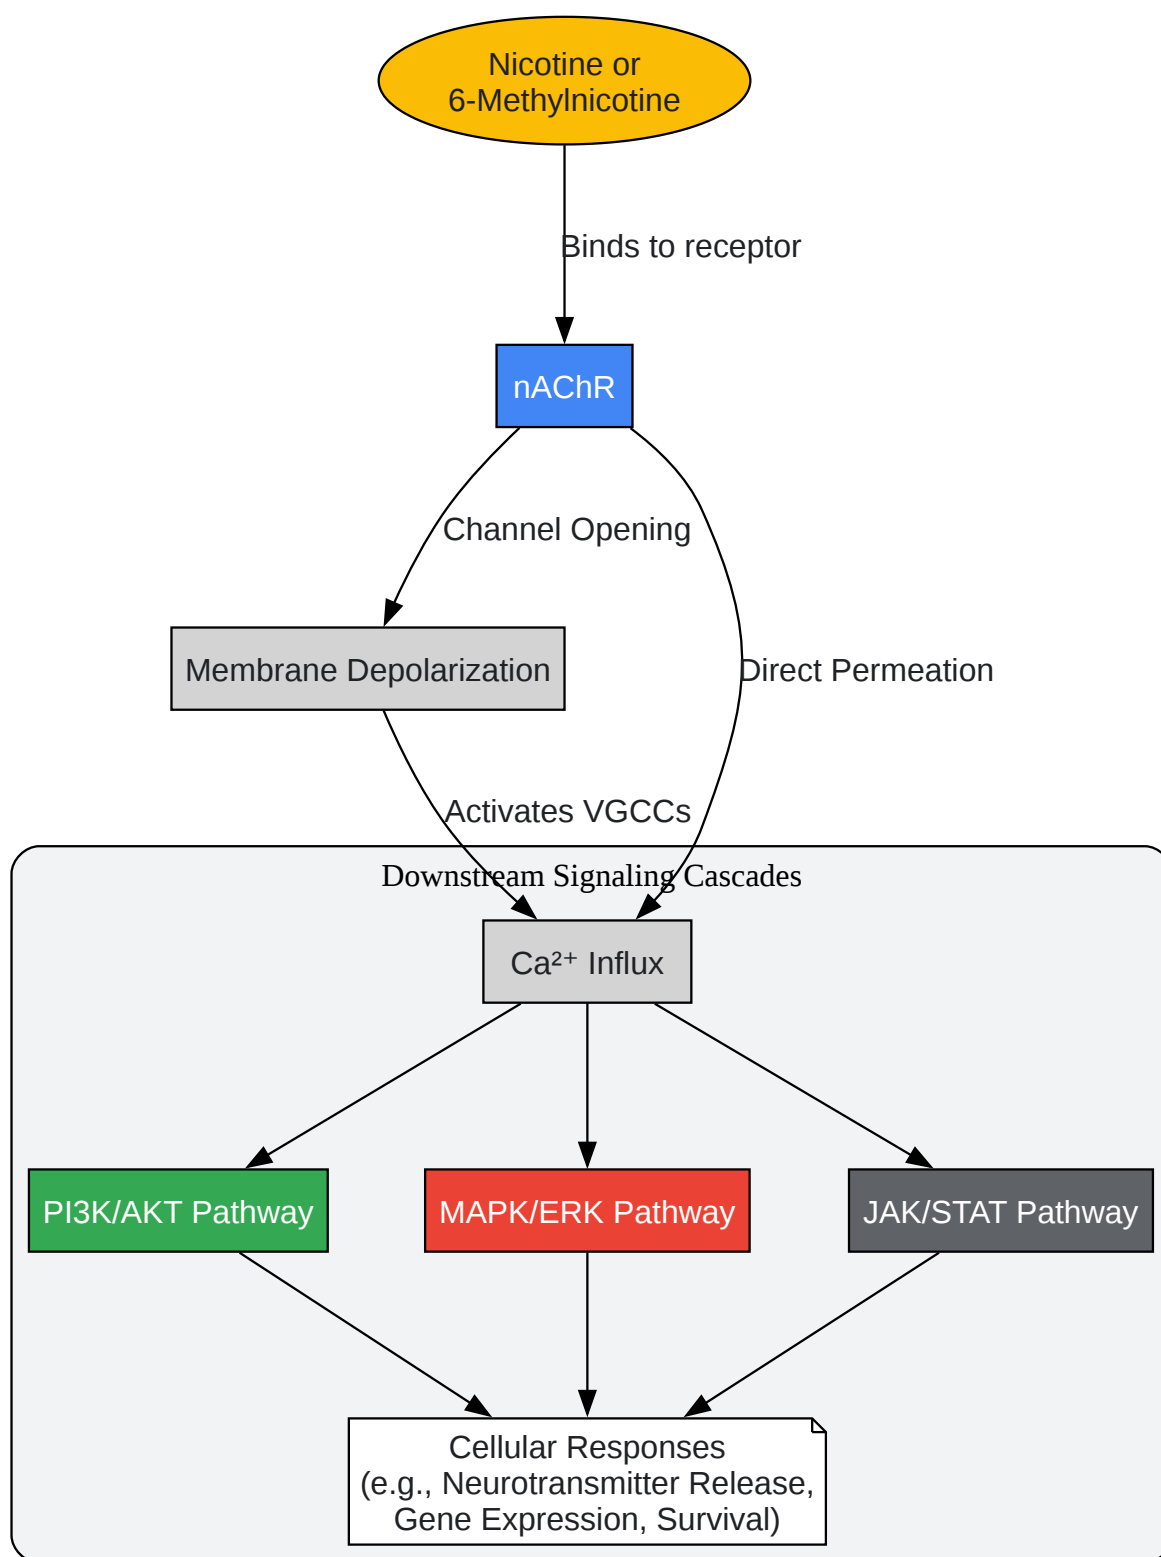 Nicotine or
6-Methylnicotine
Binds to receptor
nAChR
Channel Opening
Membrane Depolarization
Direct Permeation
Activates VGCCs
Downstream Signaling Cascades
Ca²⁺ Influx
PI3K/AKT Pathway
MAPK/ERK Pathway
JAK/STAT Pathway
Cellular Responses
(e.g., Neurotransmitter Release,
Gene Expression, Survival)